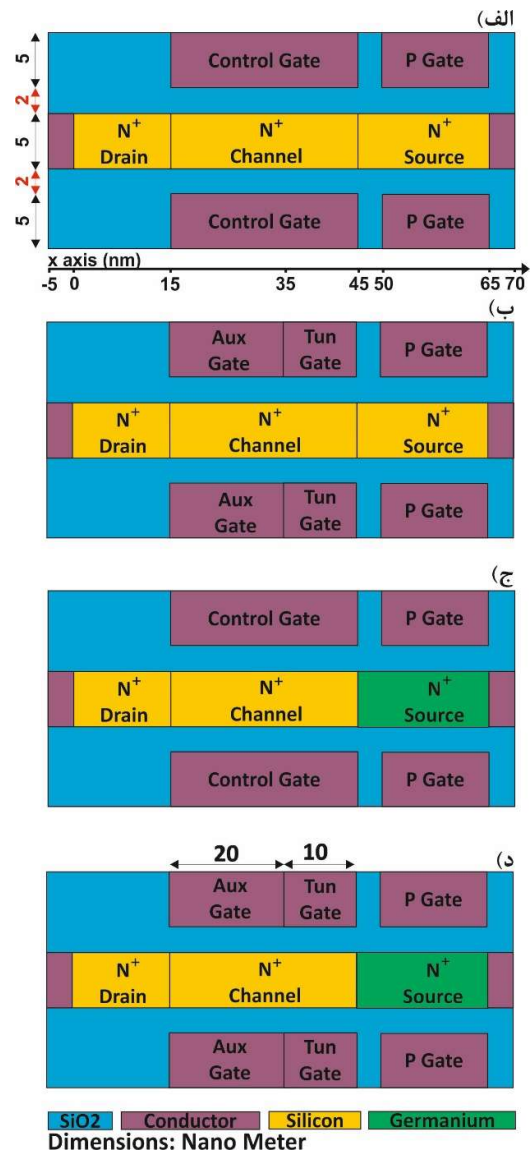 الف)
5
Control Gate
P Gate
2
5
N+
Drain
N+
Channel
N+
Source
2
5
Control Gate
P Gate
x axis (nm)
-5 0 15 35 45 50 65 70
ب)
Aux
Gate
Tun
Gate
P Gate
N+
Drain
N+
Channel
N+
Source
Aux
Gate
Tun
Gate
P Gate
ج)
Control Gate
P Gate
N+
Drain
N+
Channel
N+
Source
Control Gate
P Gate
د)
20
10
Aux
Gate
Tun
Gate
P Gate
N+
Drain
N+
Channel
N+
Source
Aux
Gate
Tun
Gate
P Gate
SiO2 Conductor Silicon Germanium
Dimensions: Nano Meter